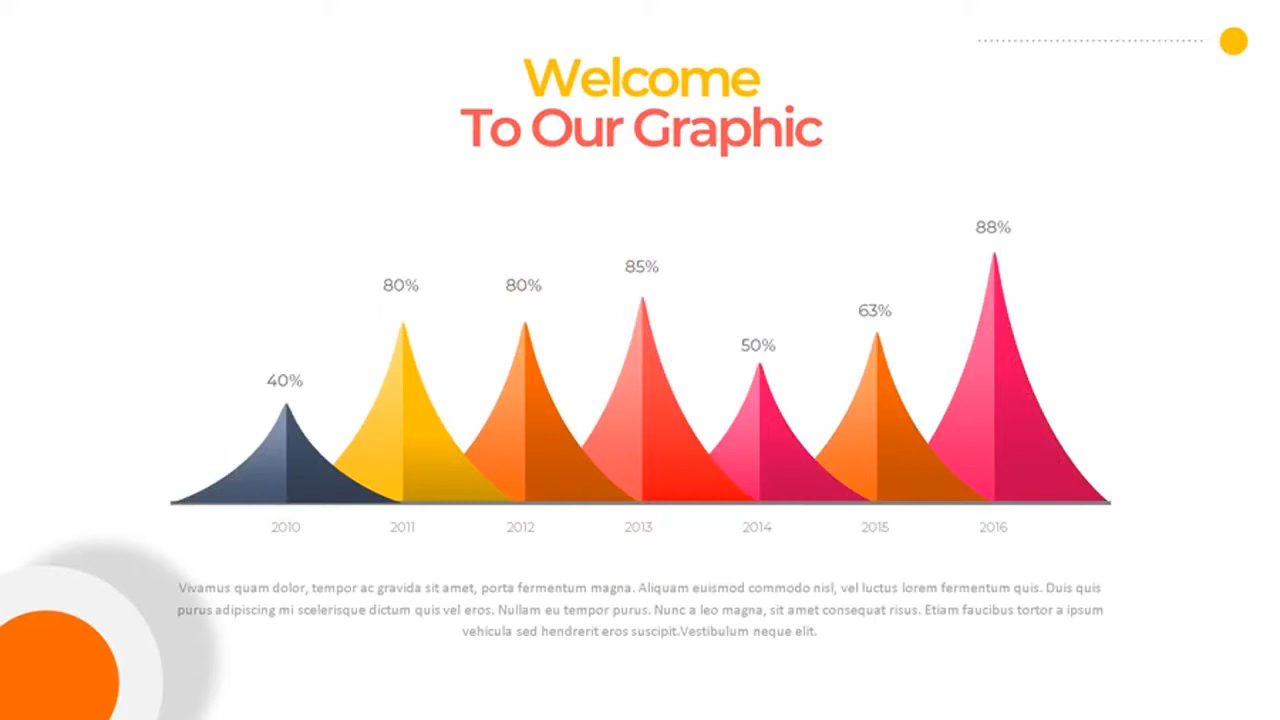 Welcome
To Our Graphic
88%
85%
80%
80%
63%
50%
40%
2010
2011
2012
2013
2014
2015
2016
Vivamus quam dolor, tempor ac gravida sit amet, porta fermentum magna. Aliquam euismod commodo nisl, vel luctus lorem fermentum quis. Duis quis
purus adipiscing mi scelerisque dictum quis vel eros. Nullam eu tempor purus. Nunc a leo magna, sit amet consequat risus. Etiam faucibus tortor a ipsum
vehicula sed hendrerit eros suscipit.Vestibulum neque elit.